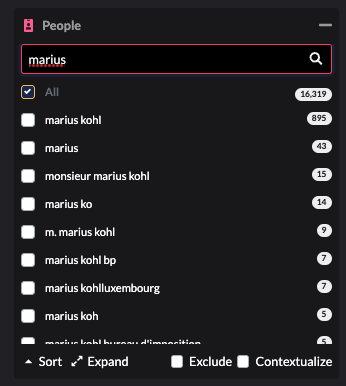 People
marius
All 16,319
marius kohl 895
marius 43
monsieur marius kohl 15
marius ko 14
m. marius kohl 9
marius kohl bp 7
marius kohlluxembourg 7
marius koh 5
marius kohl bureau d'imposition 5
Sort Expand Exclude Contextualize